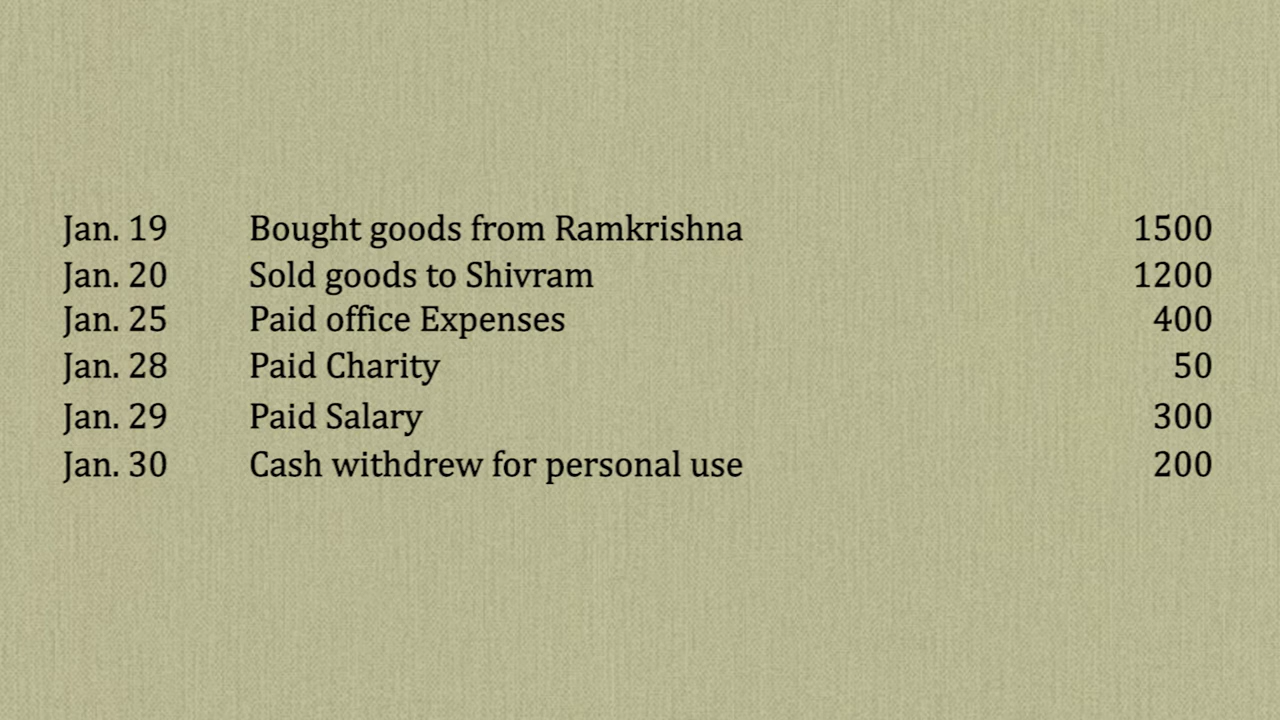 Jan. 19 Bought goods from Ramkrishna 1500
Jan. 20 Sold goods to Shivram 1200
Jan. 25 Paid office Expenses 400
Jan. 28 Paid Charity 50
Jan. 29 Paid Salary 300
Jan. 30 Cash withdrew for personal use 200